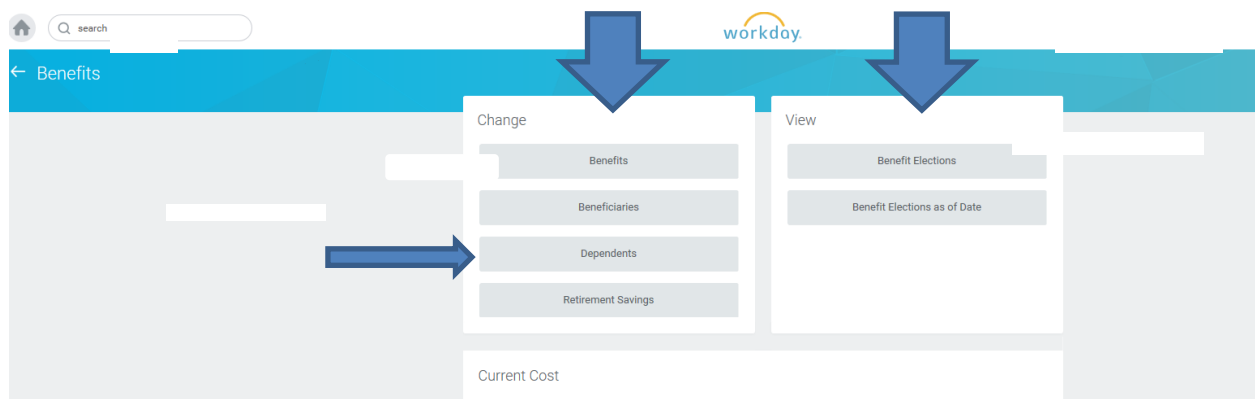 search
workday.
Benefits
Change
Benefits
Beneficiaries
Dependents
Retirement Savings
View
Benefit Elections
Benefit Elections as of Date
Current Cost